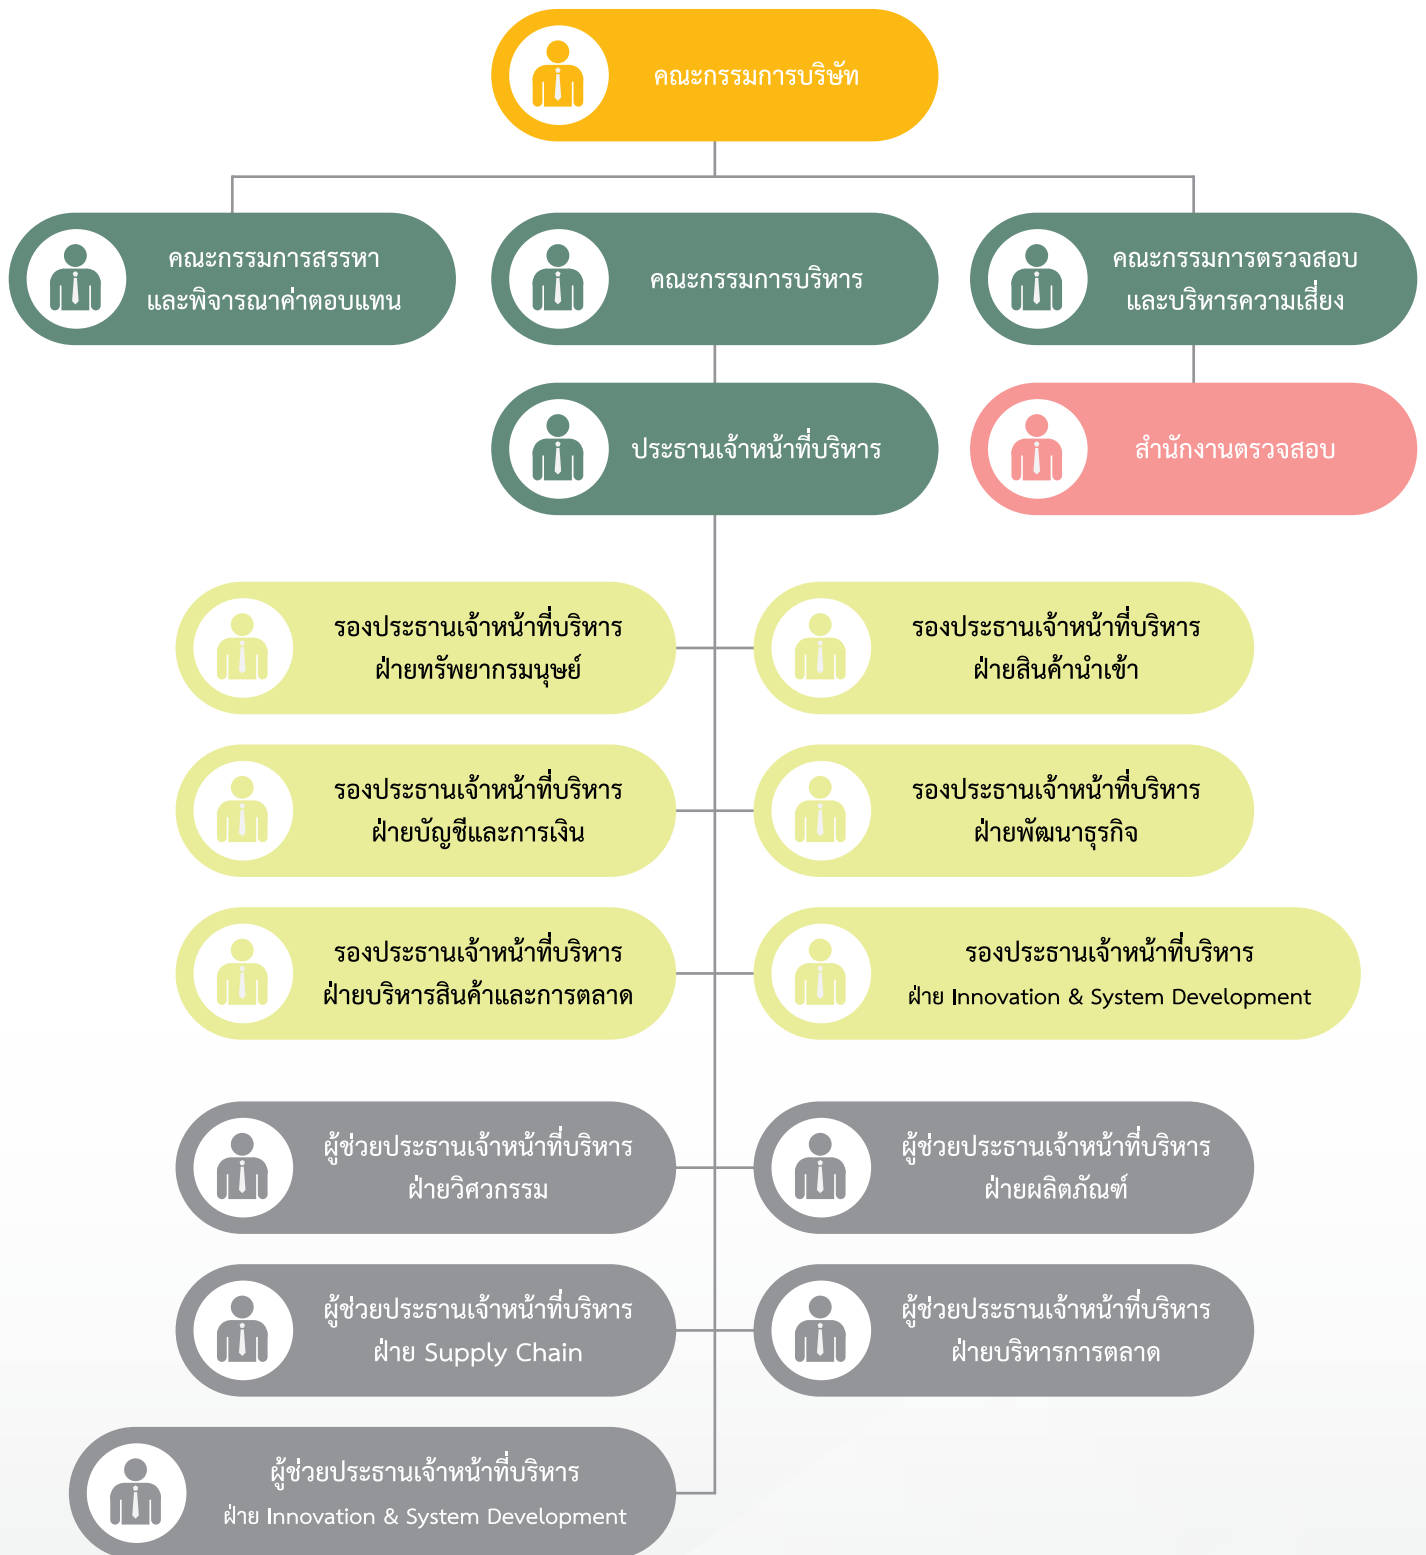 คณะกรรมการบริษัท
คณะกรรมการสรรหา
และพิจารณาค่าตอบแทน
คณะกรรมการบริหาร
คณะกรรมการตรวจสอบ
และบริหารความเสี่ยง
ประธานเจ้าหน้าที่บริหาร
สำนักงานตรวจสอบ
รองประธานเจ้าหน้าที่บริหาร
ฝ่ายทรัพยากรมนุษย์
รองประธานเจ้าหน้าที่บริหาร
ฝ่ายสินค้านำเข้า
รองประธานเจ้าหน้าที่บริหาร
ฝ่ายบัญชีและการเงิน
รองประธานเจ้าหน้าที่บริหาร
ฝ่ายพัฒนาธุรกิจ
รองประธานเจ้าหน้าที่บริหาร
ฝ่ายบริหารสินค้าและการตลาด
รองประธานเจ้าหน้าที่บริหาร
ฝ่าย Innovation & System Development
ผู้ช่วยประธานเจ้าหน้าที่บริหาร
ฝ่ายวิศวกรรม
ผู้ช่วยประธานเจ้าหน้าที่บริหาร
ฝ่ายผลิตภัณฑ์
ผู้ช่วยประธานเจ้าหน้าที่บริหาร
ฝ่าย Supply Chain
ผู้ช่วยประธานเจ้าหน้าที่บริหาร
ฝ่ายบริหารการตลาด
ผู้ช่วยประธานเจ้าหน้าที่บริหาร
ฝ่าย Innovation & System Development